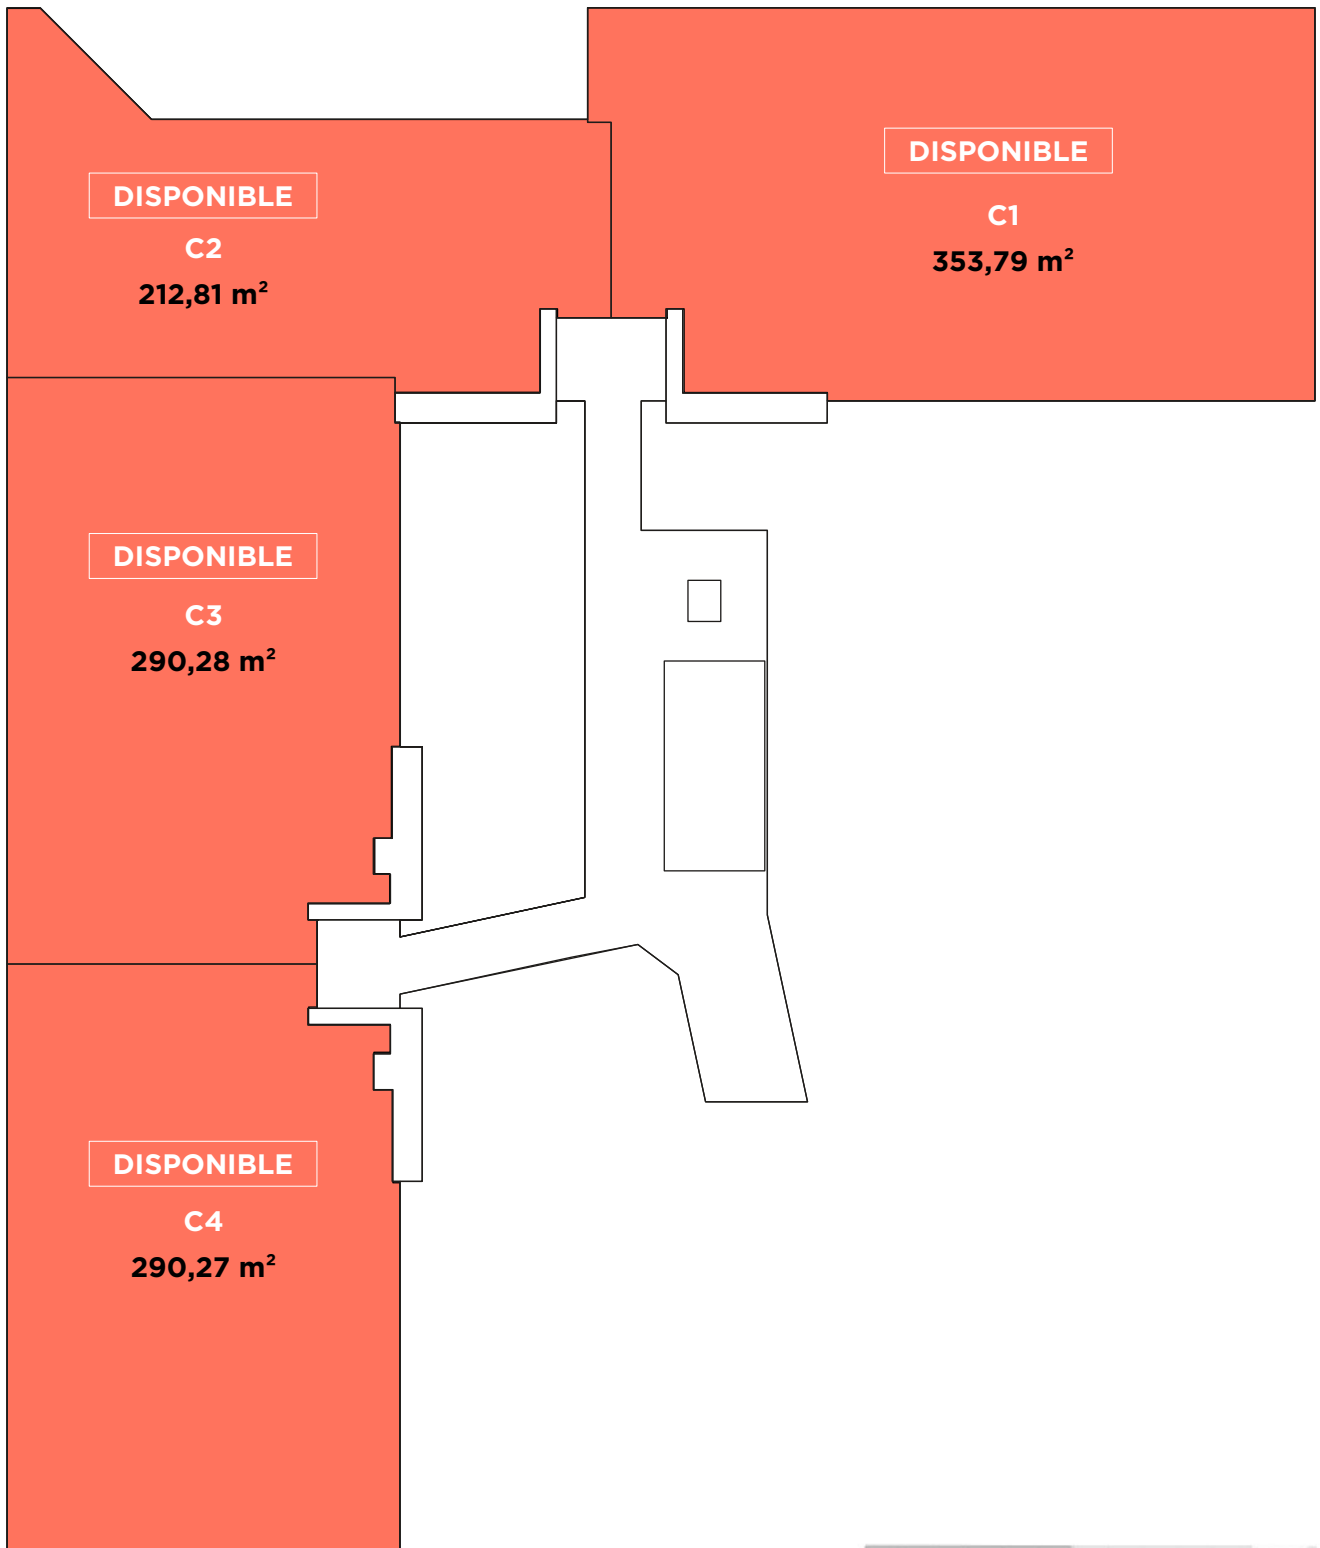 DISPONIBLE
C1
353,79 m²
DISPONIBLE
C2
212,81 m²
DISPONIBLE
C3
290,28 m²
DISPONIBLE
C4
290,27 m²